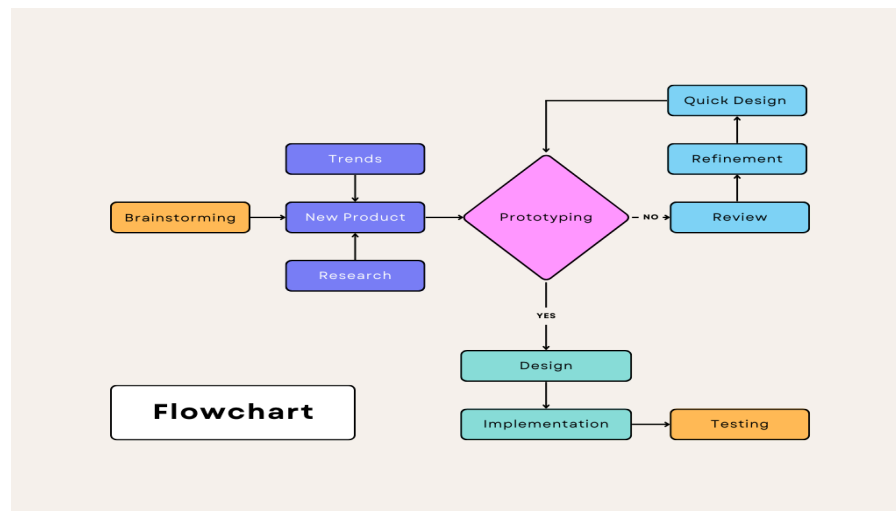 Quick Design
Trends
Refinement
Brainstorming
New Product
Prototyping
NO
Review
Research
YES
Design
Flowchart
Implementation
Testing